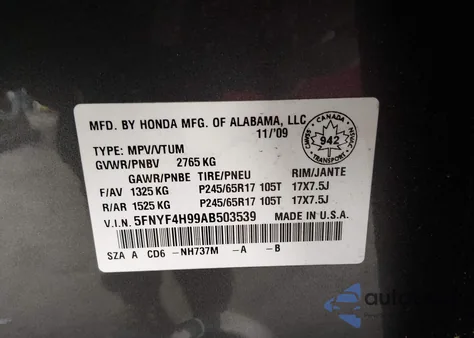 MFD. BY HONDA MFG. OF ALABAMA, LLC
11/'09
TYPE: MPV/VTUM
GVWR/PNBV 2765 KG
GAWR/PNBE TIRE/PNEU RIM/JANTE
F/AV 1325 KG P245/65R17 105T 17X7.5J
R/AR 1525 KG P245/65R17 105T 17X7.5J
V.I.N. 5FNYF4H99AB503539 MADE IN U.S.A.
SZA A CD6 -NH737M -A -B
CANADA
942
TRANSPORT